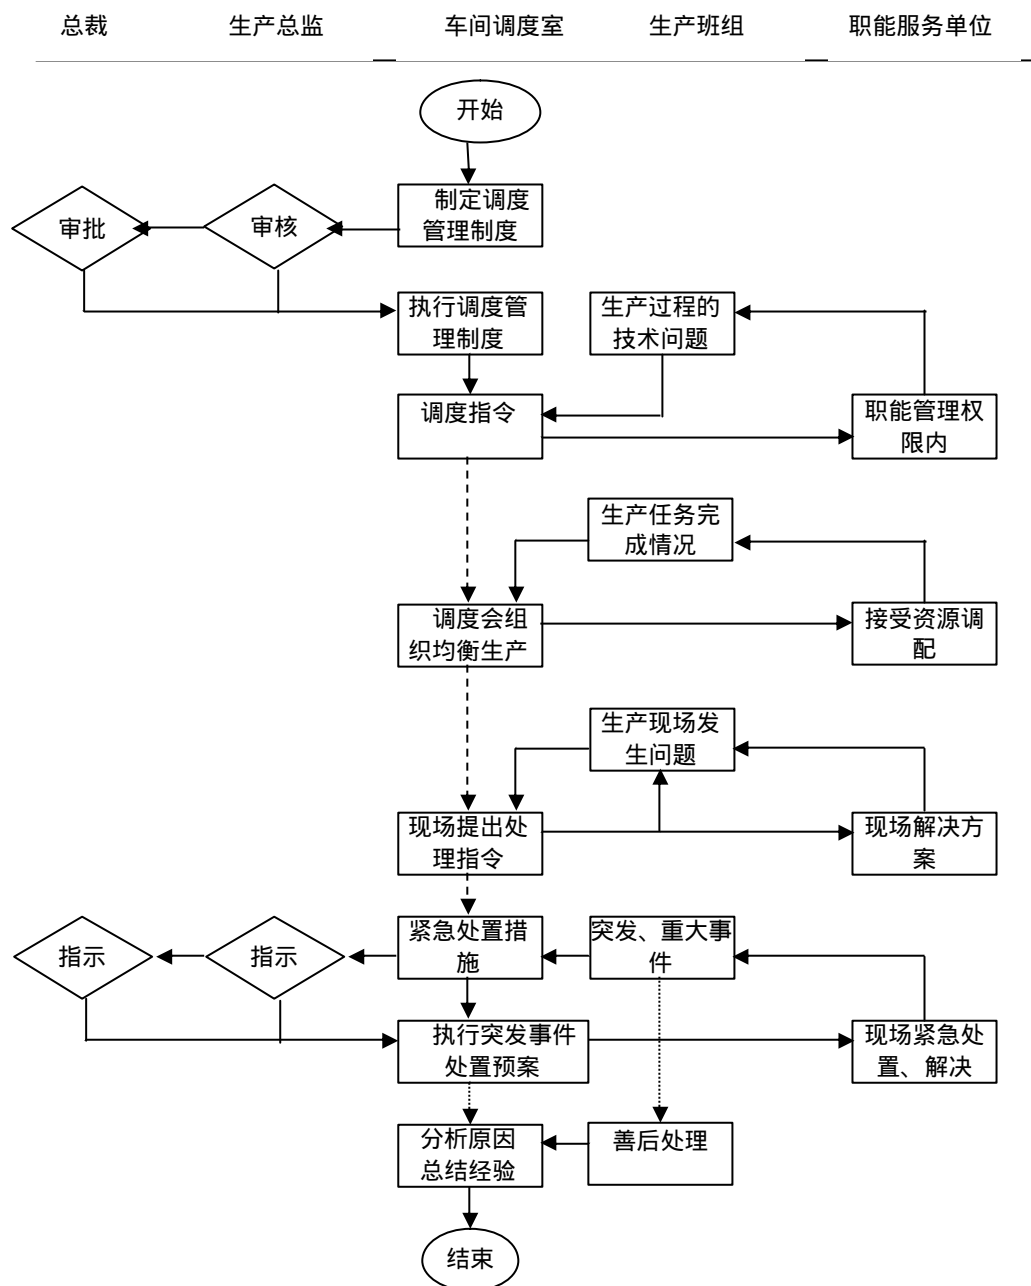 总裁
生产总监
车间调度室
生产班组
职能服务单位
开始
制定调度
管理制度
审核
审批
执行调度管
理制度
生产过程的
技术问题
调度指令
职能管理权
限内
生产任务完
成情况
调度会组
织均衡生产
接受资源调
配
生产现场发
生问题
现场提出处
理指令
现场解决方
案
指示
指示
紧急处置措
施
突发、重大事
件
执行突发事件
处置预案
现场紧急处
置、解决
分析原因
总结经验
善后处理
结束